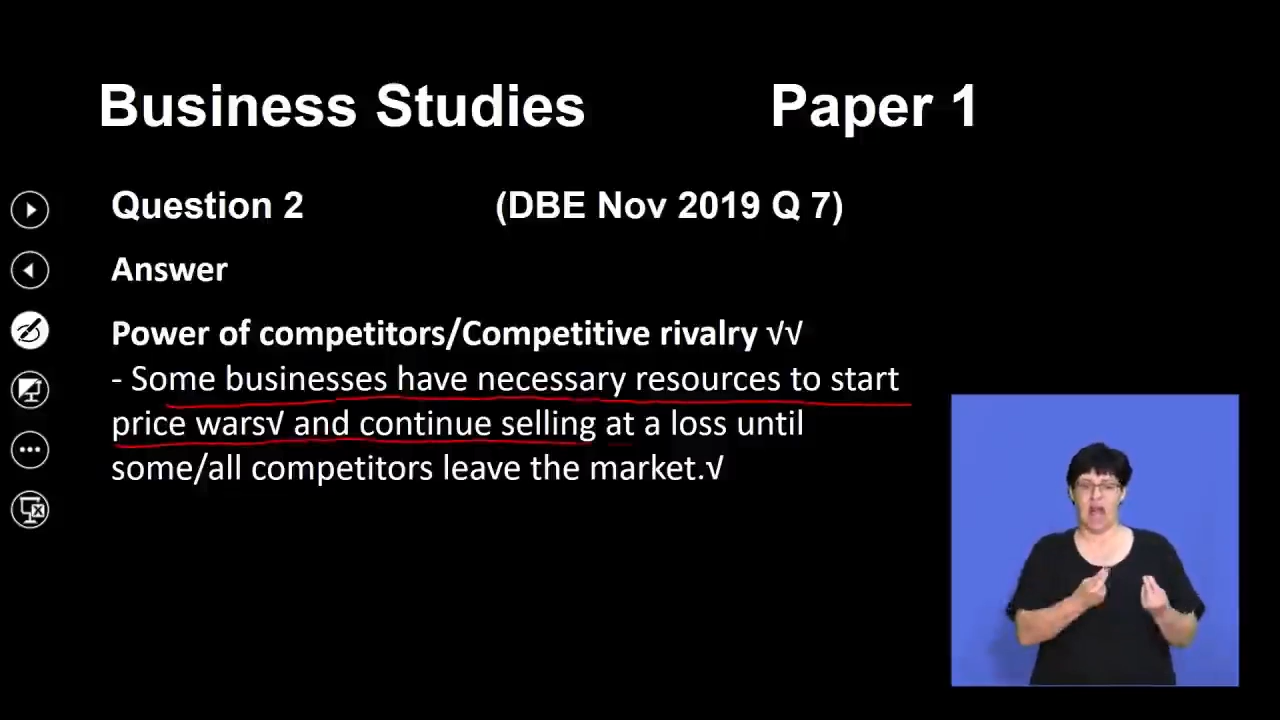 Business Studies Paper 1
Question 2 (DBE Nov 2019 Q 7)
Answer
Power of competitors/Competitive rivalry √√
- Some businesses have necessary resources to start
price wars√ and continue selling at a loss until
some/all competitors leave the market.√